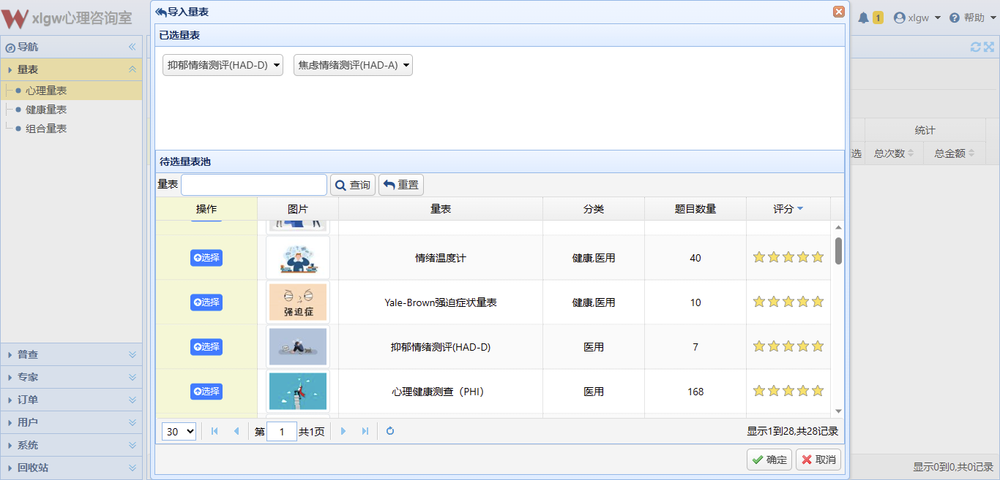 xlgw心理咨询室
导入量表
1
xlgw
帮助
已选量表
导航
量表
抑郁情绪测评(HAD-D)
焦虑情绪测评(HAD-A)
心理量表
健康量表
组合量表
统计
选
总次数
总金额
待选量表池
量表
查询
重置
操作
图片
量表
分类
题目数量
评分
选择
情绪温度计
健康,医用
40
选择
强迫症
Yale-Brown强迫症状量表
健康,医用
10
选择
抑郁情绪测评(HAD-D)
医用
7
选择
心理健康测查（PHI）
医用
168
普查
专家
订单
用户
系统
回收站
30
第
1
共1页
显示1到28,共28记录
确定
取消
显示0到0,共0记录